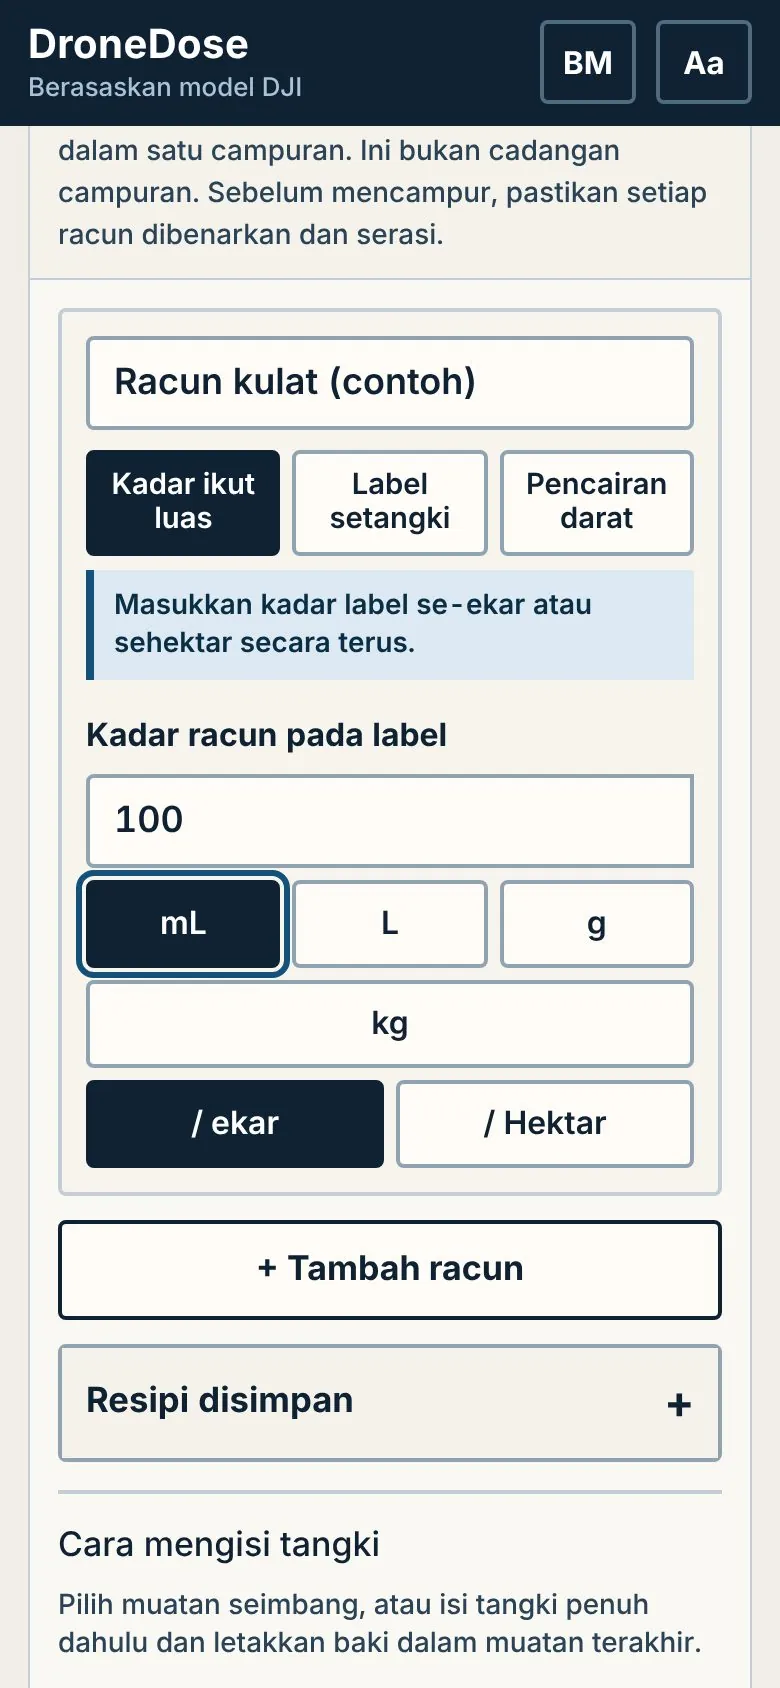 DroneDose
Berasaskan model DJI
BM
Aa
dalam satu campuran. Ini bukan cadangan
campuran. Sebelum mencampur, pastikan setiap
racun dibenarkan dan serasi.
Racun kulat (contoh)
Kadar ikut
luas
Label
setangki
Pencairan
darat
Masukkan kadar label se-ekar atau
sehektar secara terus.
Kadar racun pada label
100
mL
L
g
kg
/ ekar
/ Hektar
+ Tambah racun
Resipi disimpan
+
Cara mengisi tangki
Pilih muatan seimbang, atau isi tangki penuh
dahulu dan letakkan baki dalam muatan terakhir.